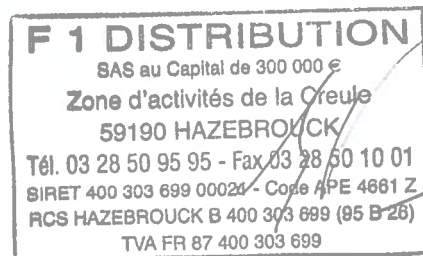 F 1 DISTRIBUTION
SAS au Capital de 300 000 €
Zone d'activités de la Creule
59190 HAZEBROUCK
Tél. 03 28 50 95 95 - Fax 03 28 50 10 01
SIRET 400 303 699 00021 - Code APE 4661 Z
RCS HAZEBROUCK B 400 303 699 (95 B 26)
TVA FR 87 400 303 699